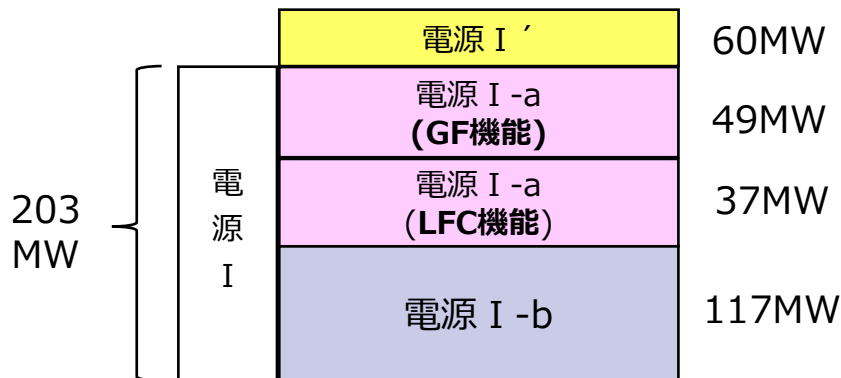 電源Ⅰ´
60MW
電源Ⅰ-a
(GF機能)
49MW
電源Ⅰ-a
(LFC機能)
37MW
電源Ⅰ-b
117MW
電
源
Ⅰ
203
MW